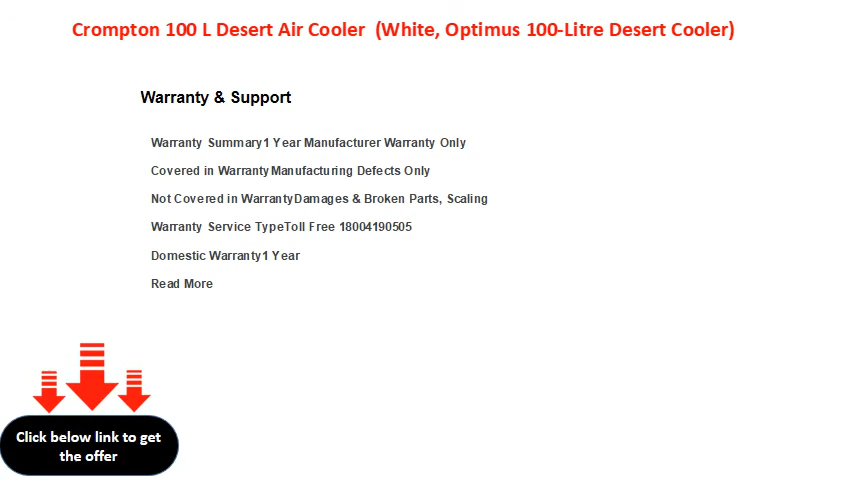 Crompton 100 L Desert Air Cooler (White, Optimus 100-Litre Desert Cooler)
Warranty & Support
Warranty Summary1 Year Manufacturer Warranty Only
Covered in WarrantyManufacturing Defects Only
Not Covered in WarrantyDamages & Broken Parts, Scaling
Warranty Service TypeToll Free 18004190505
Domestic Warranty1 Year
Read More
Click below link to get
the offer